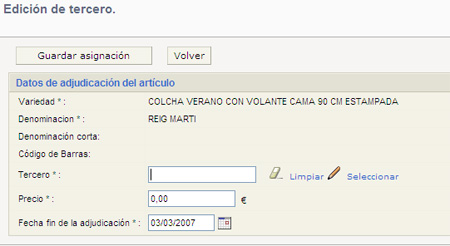 Edición de tercero.
Guardar asignación Volver
Datos de adjudicación del artículo
Variedad * : COLCHA VERANO CON VOLANTE CAMA 90 CM ESTAMPADA
Denominacion * : REIG MARTI
Denominación corta:
Código de Barras:
Tercero * : Limpiar Seleccionar
Precio * : 0,00 €
Fecha fin de la adjudicación * : 03/03/2007